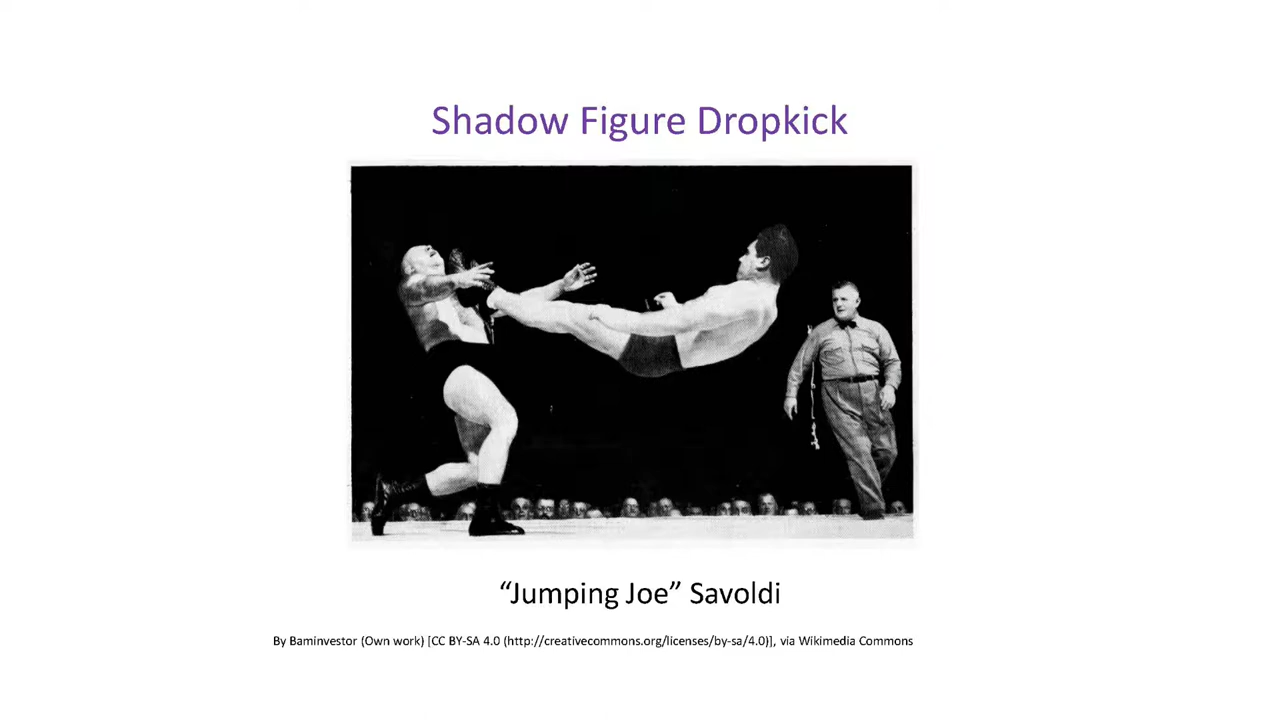 Shadow Figure Dropkick
“Jumping Joe” Savoldi
By Baminvestor (Own work) [CC BY-SA 4.0 (http://creativecommons.org/licenses/by-sa/4.0)], via Wikimedia Commons